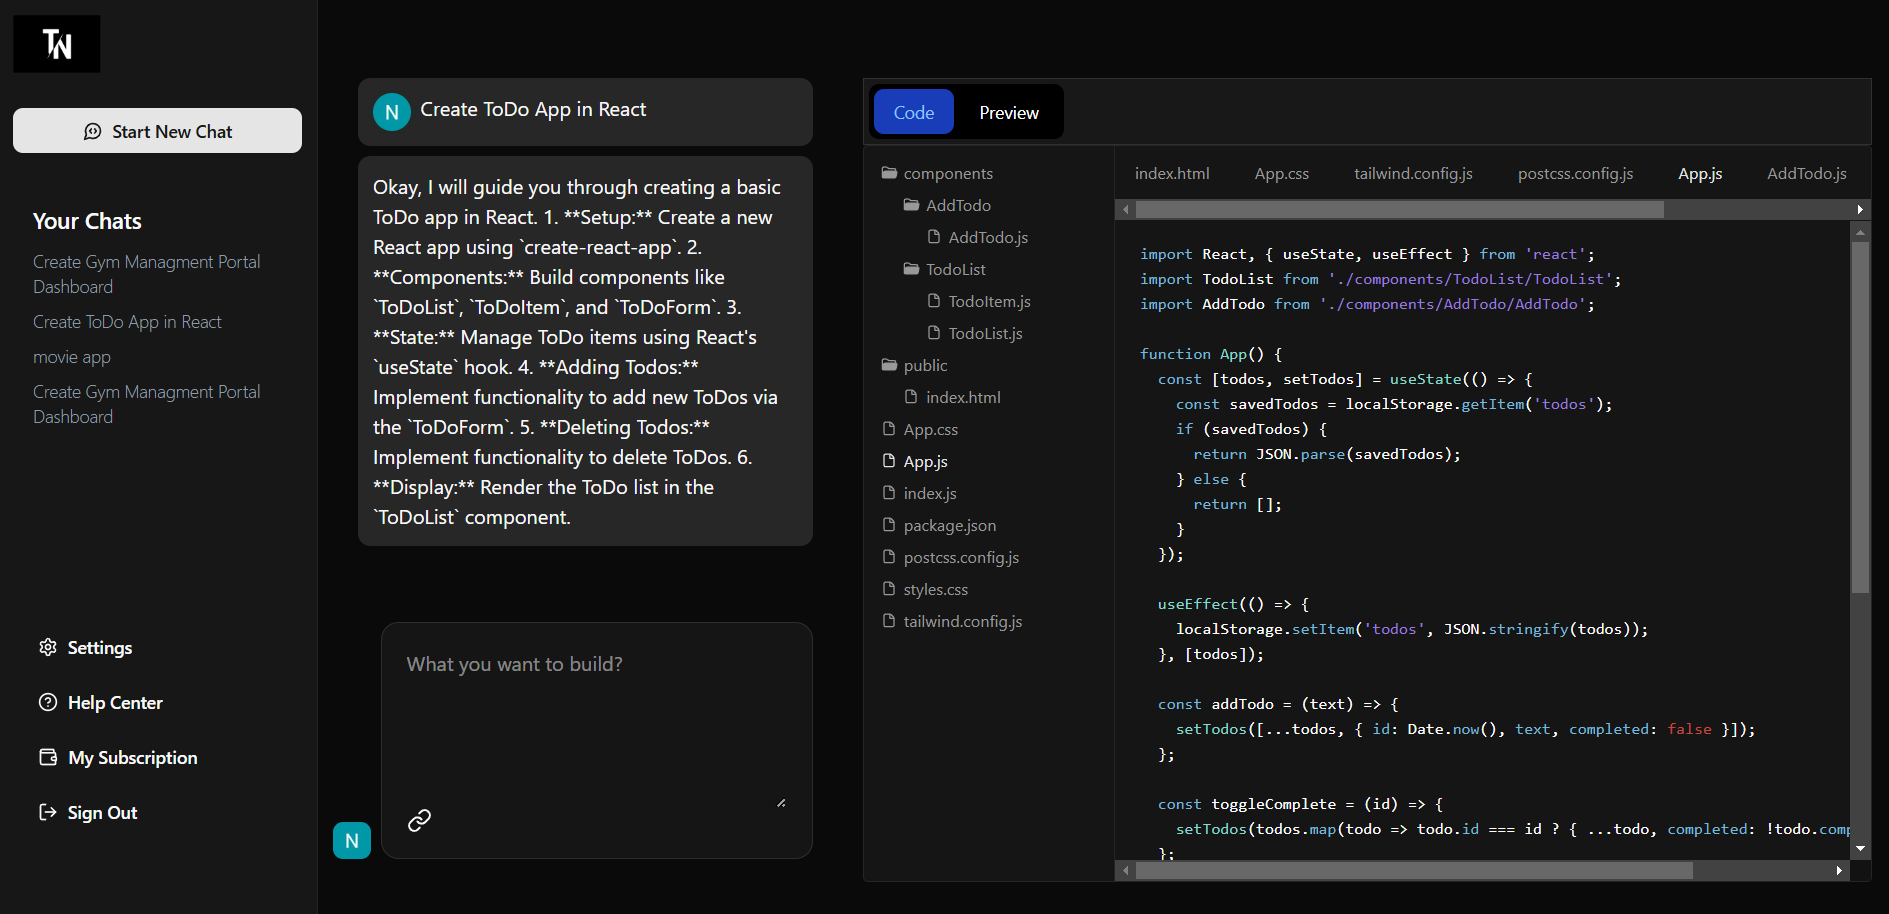 TN
Start New Chat
Your Chats
Create Gym Managment Portal
Dashboard
Create ToDo App in React
movie app
Create Gym Managment Portal
Dashboard
Settings
Help Center
My Subscription
Sign Out
N
Create ToDo App in React
Okay, I will guide you through creating a basic
ToDo app in React. 1. **Setup:** Create a new
React app using `create-react-app`. 2.
**Components:** Build components like
`ToDoList`, `ToDoItem`, and `ToDoForm`. 3.
**State:** Manage ToDo items using React's
`useState` hook. 4. **Adding Todos:**
Implement functionality to add new ToDos via
the `ToDoForm`. 5. **Deleting Todos:**
Implement functionality to delete ToDos. 6.
**Display:** Render the ToDo list in the
`ToDoList` component.
What you want to build?
N
Code
Preview
components
AddTodo
AddTodo.js
TodoList
TodoItem.js
TodoList.js
public
index.html
App.css
App.js
index.js
package.json
postcss.config.js
styles.css
tailwind.config.js
index.html App.css tailwind.config.js postcss.config.js App.js AddTodo.js
import React, { useState, useEffect } from 'react';
import TodoList from './components/TodoList/TodoList';
import AddTodo from './components/AddTodo/AddTodo';
function App() {
const [todos, setTodos] = useState(() => {
const savedTodos = localStorage.getItem('todos');
if (savedTodos) {
return JSON.parse(savedTodos);
} else {
return [];
}
});
useEffect(() => {
localStorage.setItem('todos', JSON.stringify(todos));
}, [todos]);
const addTodo = (text) => {
setTodos([...todos, { id: Date.now(), text, completed: false }]);
};
const toggleComplete = (id) => {
setTodos(todos.map(todo => todo.id === id ? { ...todo, completed: !todo.comp
};